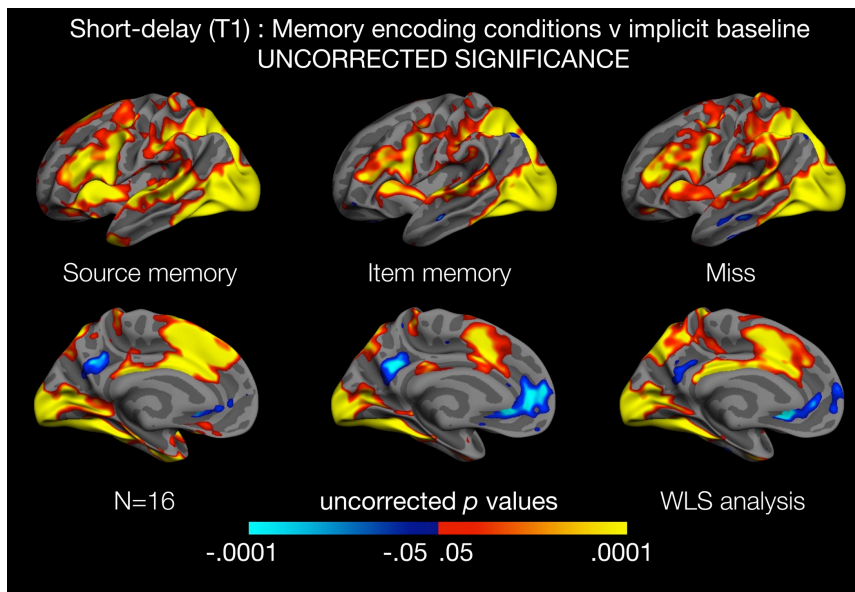 Short-delay (T1) : Memory encoding conditions v implicit baseline
UNCORRECTED SIGNIFICANCE
Source memory
Item memory
Miss
N=16
uncorrected p values
WLS analysis
-.0001
-.05
.05
.0001